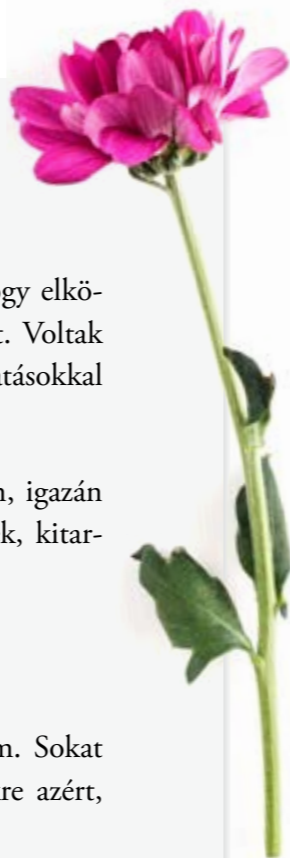 gy elkö-
t. Voltak
tásokkal
, igazán
k, kitar-
m. Sokat
re azért,